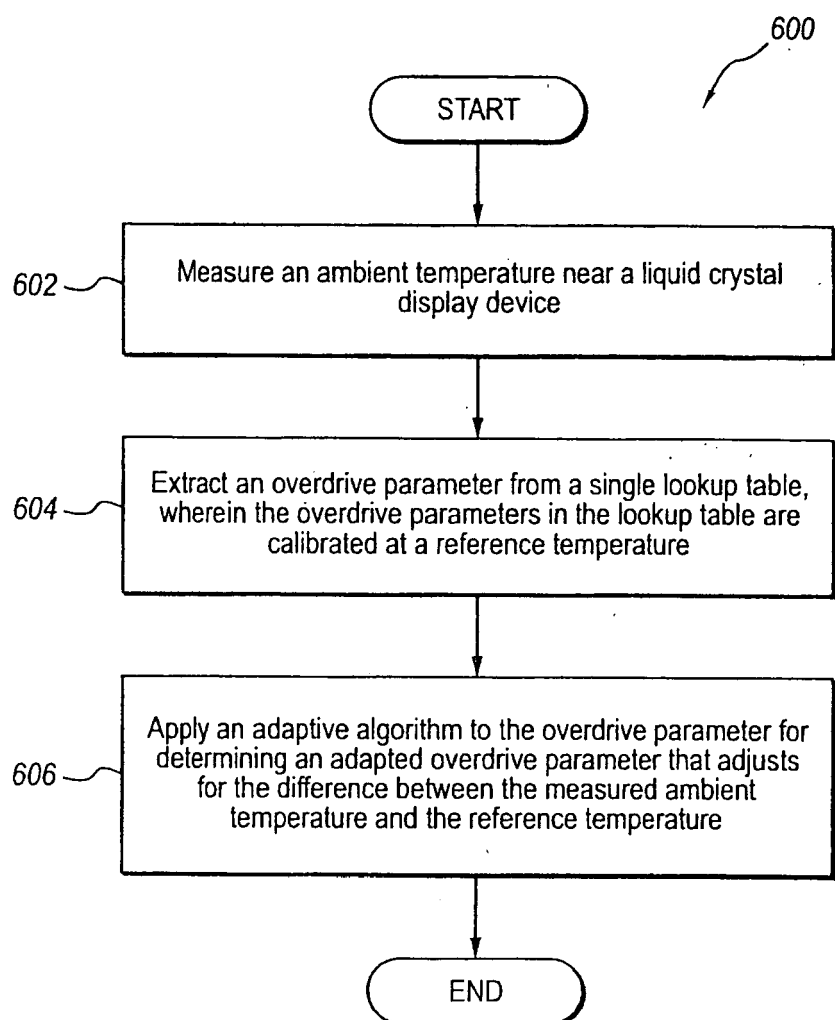 600
START
602
Measure an ambient temperature near a liquid crystal
display device
604
Extract an overdrive parameter from a single lookup table,
wherein the overdrive parameters in the lookup table are
calibrated at a reference temperature
606
Apply an adaptive algorithm to the overdrive parameter for
determining an adapted overdrive parameter that adjusts
for the difference between the measured ambient
temperature and the reference temperature
END